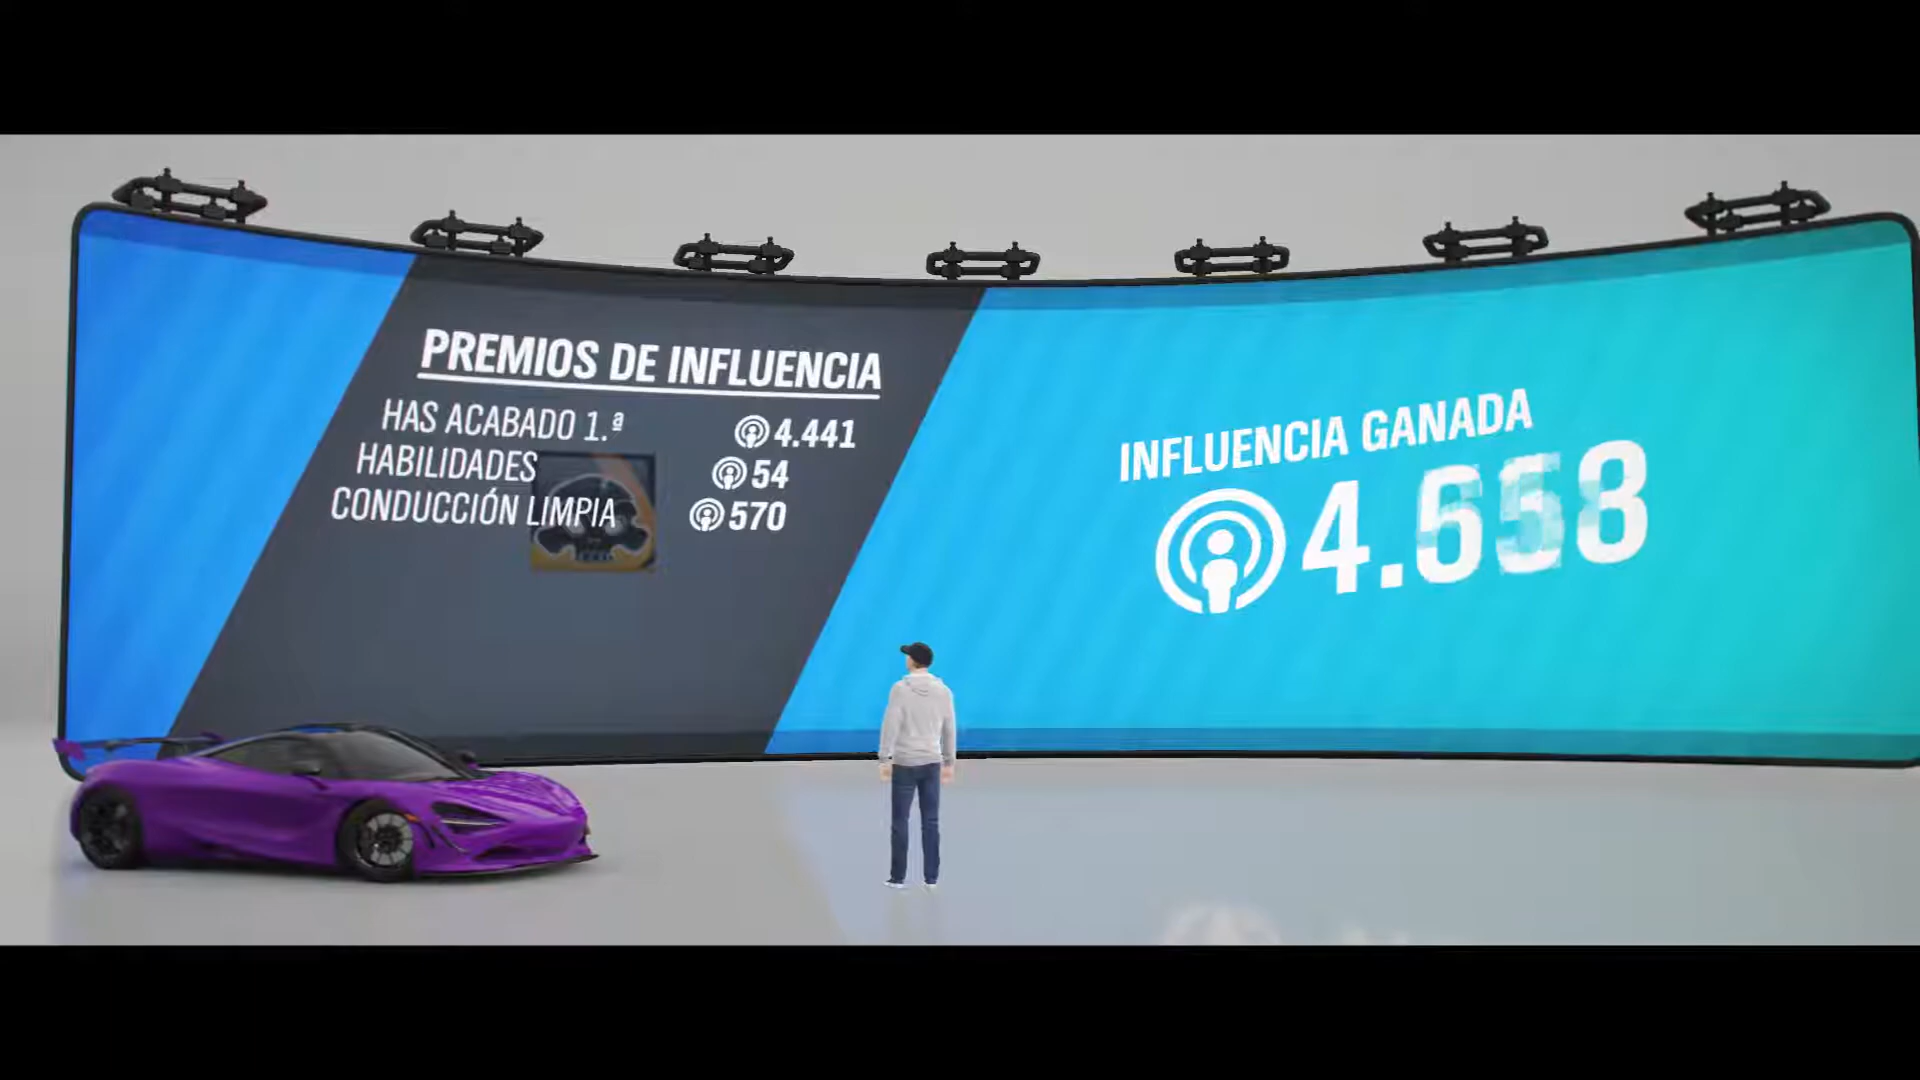 PREMIOS DE INFLUENCIA
HAS ACABADO 1.ª 4.441
HABILIDADES 54
CONDUCCIÓN LIMPIA 570
INFLUENCIA GANADA